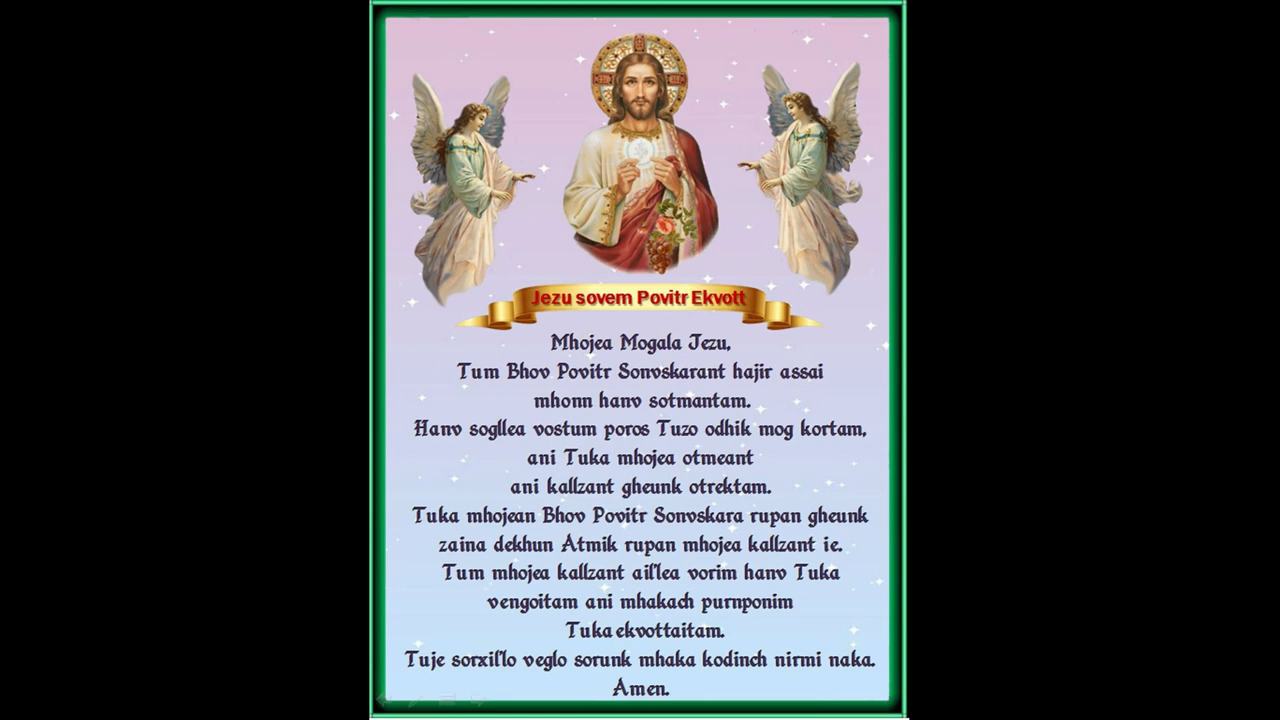 Jezu sovem Povitr Ekvott
Mhojea Mogala Jezu,
Tum Bhov Povitr Sonvskarant hajir assai
mhonn hanv sotmantam.
Hanv sogllea vostum poros Tuzo odhik mog kortam,
ani Tuka mhojea otmeant
ani kallzant gheunk otrektam.
Tuka mhojean Bhov Povitr Sonvskara rupan gheunk
zaina dekhun Atmik rupan mhojea kallzant ie.
Tum mhojea kallzant ail'lea vorim hanv Tuka
vengoitam ani mhakach purnponim
Tuka ekvottaitam.
Tuje sorxil'lo veglo sorunk mhaka kodinch nirmi naka.
Amen.